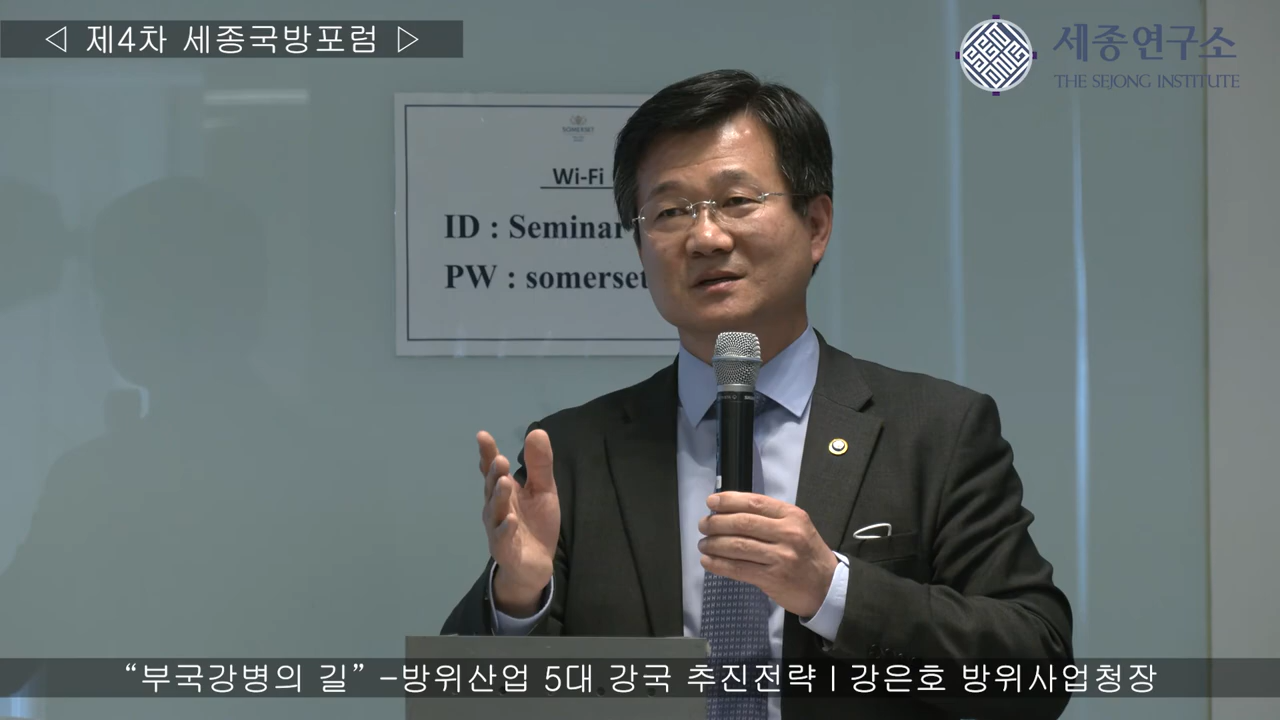 ◁ 제4차 세종국방포럼 ▷
세종연구소
THE SEJONG INSTITUTE
SOMERSET
Wi-Fi
ID : Seminar
PW : somerset
“부국강병의 길” -방위산업 5대 강국 추진전략 | 강은호 방위사업청장